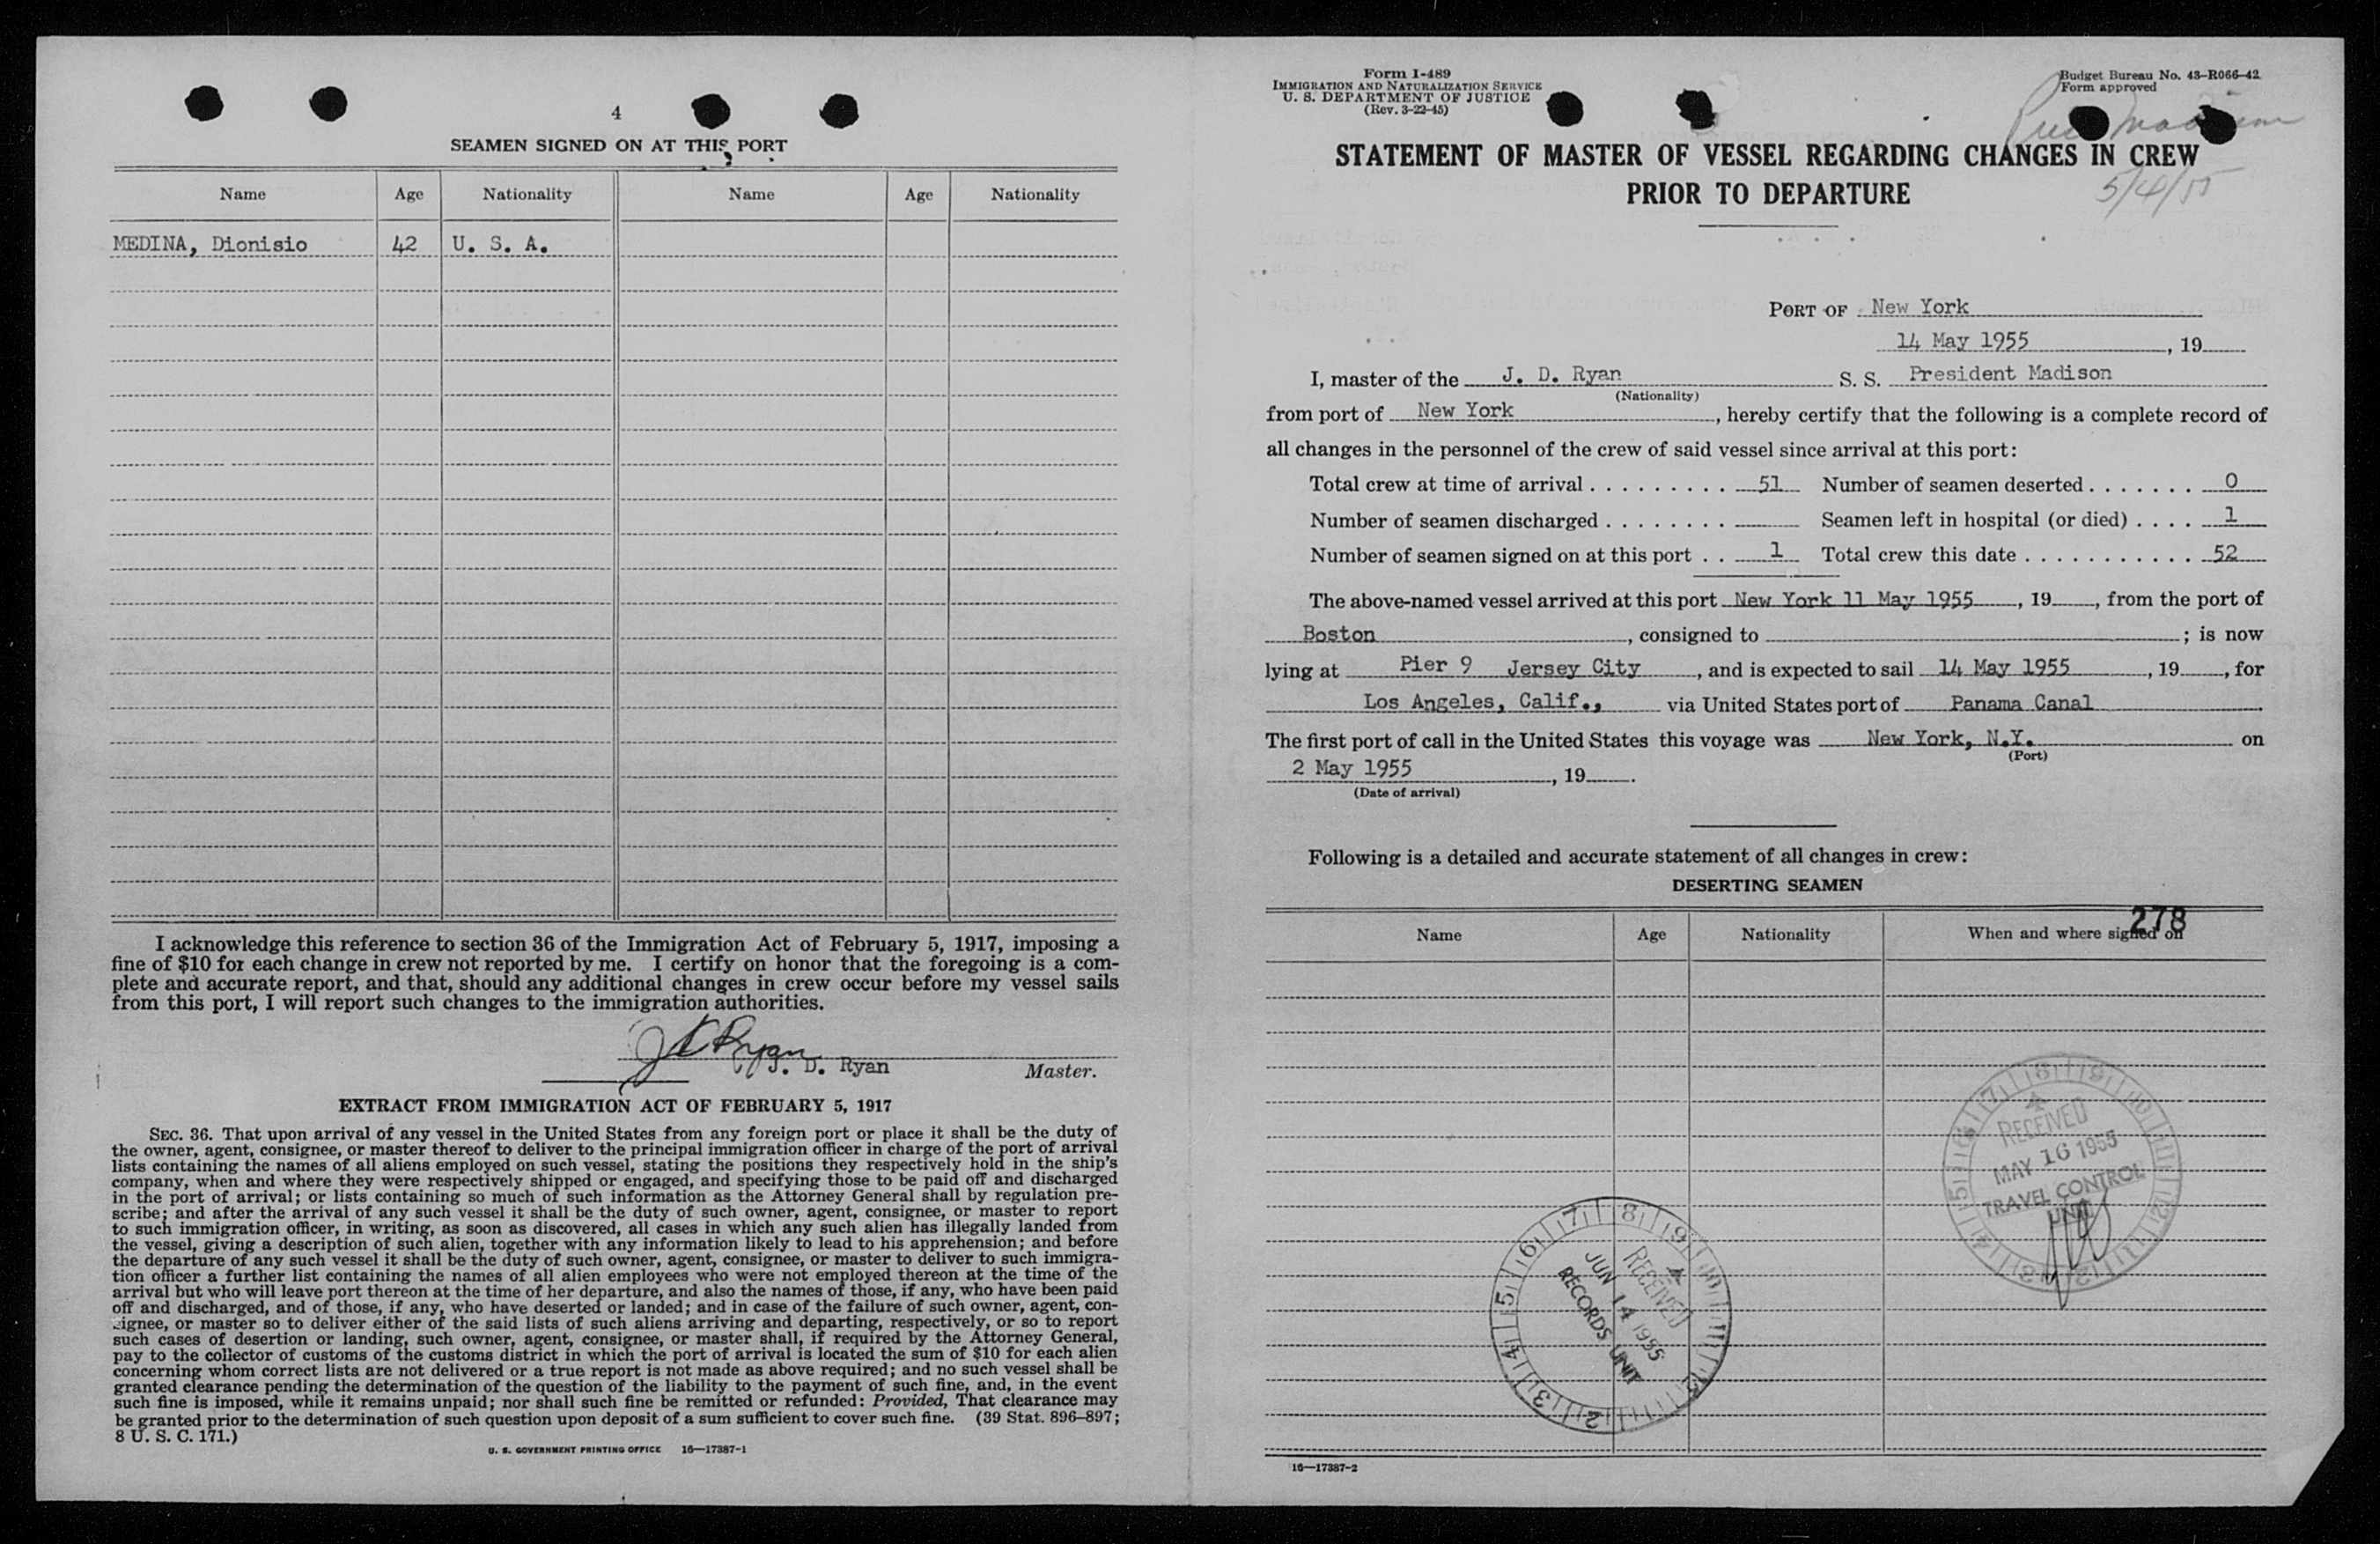 4
SEAMEN SIGNED ON AT THIS PORT
Name Age Nationality Name Age Nationality
MEDINA, Dionisio 42 U. S. A.
I acknowledge this reference to section 36 of the Immigration Act of February 5, 1917, imposing a
fine of $10 for each change in crew not reported by me. I certify on honor that the foregoing is a com-
plete and accurate report, and that, should any additional changes in crew occur before my vessel sails
from this port, I will report such changes to the immigration authorities.
J. D. Ryan
Master.
EXTRACT FROM IMMIGRATION ACT OF FEBRUARY 5, 1917
SEC. 36. That upon arrival of any vessel in the United States from any foreign port or place it shall be the duty of
the owner, agent, consignee, or master thereof to deliver to the principal immigration officer in charge of the port of arrival
lists containing the names of all aliens employed on such vessel, stating the positions they respectively hold in the ship's
company, when and where they were respectively shipped or engaged, and specifying those to be paid off and discharged
in the port of arrival; or lists containing so much of such information as the Attorney General shall by regulation pre-
scribe; and after the arrival of any such vessel it shall be the duty of such owner, agent, consignee, or master to report
to such immigration officer, in writing, as soon as discovered, all cases in which any such alien has illegally landed from
the vessel, giving a description of such alien, together with any information likely to lead to his apprehension; and before
the departure of any such vessel it shall be the duty of such owner, agent, consignee, or master to deliver to such immigra-
tion officer a further list containing the names of all alien employees who were not employed thereon at the time of the
arrival but who will leave port thereon at the time of her departure, and also the names of those, if any, who have been paid
off and discharged, and of those, if any, who have deserted or landed; and in case of the failure of such owner, agent, con-
signee, or master so to deliver either of the said lists of such aliens arriving and departing, respectively, or so to report
such cases of desertion or landing, such owner, agent, consignee, or master shall, if required by the Attorney General,
pay to the collector of customs of the customs district in which the port of arrival is located the sum of $10 for each alien
concerning whom correct lists are not delivered or a true report is not made as above required; and no such vessel shall be
granted clearance pending the determination of the question of the liability to the payment of such fine, and, in the event
such fine is imposed, while it remains unpaid; nor shall such fine be remitted or refunded: Provided, That clearance may
be granted prior to the determination of such question upon deposit of a sum sufficient to cover such fine. (39 Stat. 896-897;
8 U. S. C. 171.)
U. S. GOVERNMENT PRINTING OFFICE 16—17387-1
Form I-489
IMMIGRATION AND NATURALIZATION SERVICE
U. S. DEPARTMENT OF JUSTICE
(Rev. 3-22-45)
Budget Bureau No. 43-R066-42
Form approved
STATEMENT OF MASTER OF VESSEL REGARDING CHANGES IN CREW
PRIOR TO DEPARTURE
5/4/55
PORT OF New York
14 May 1955, 19
I, master of the J. D. Ryan S. S. President Madison
(Nationality)
from port of New York, hereby certify that the following is a complete record of
all changes in the personnel of the crew of said vessel since arrival at this port:
Total crew at time of arrival . . . . . . . . . 51 Number of seamen deserted . . . . . . . 0
Number of seamen discharged . . . . . . . . Seamen left in hospital (or died) . . . . 1
Number of seamen signed on at this port . . 1 Total crew this date . . . . . . . . . . . 52
The above-named vessel arrived at this port New York 11 May 1955, 19, from the port of
Boston, consigned to ; is now
lying at Pier 9 Jersey City, and is expected to sail 14 May 1955, 19, for
Los Angeles, Calif., via United States port of Panama Canal
The first port of call in the United States this voyage was New York, N.Y. on
(Port)
2 May 1955, 19.
(Date of arrival)
Following is a detailed and accurate statement of all changes in crew:
DESERTING SEAMEN
278
Name Age Nationality When and where signed on
RECEIVED
MAY 16 1955
TRAVEL CONTROL
UNIT
RECEIVED
JUN 14 1955
RECORDS UNIT
16—17387-2